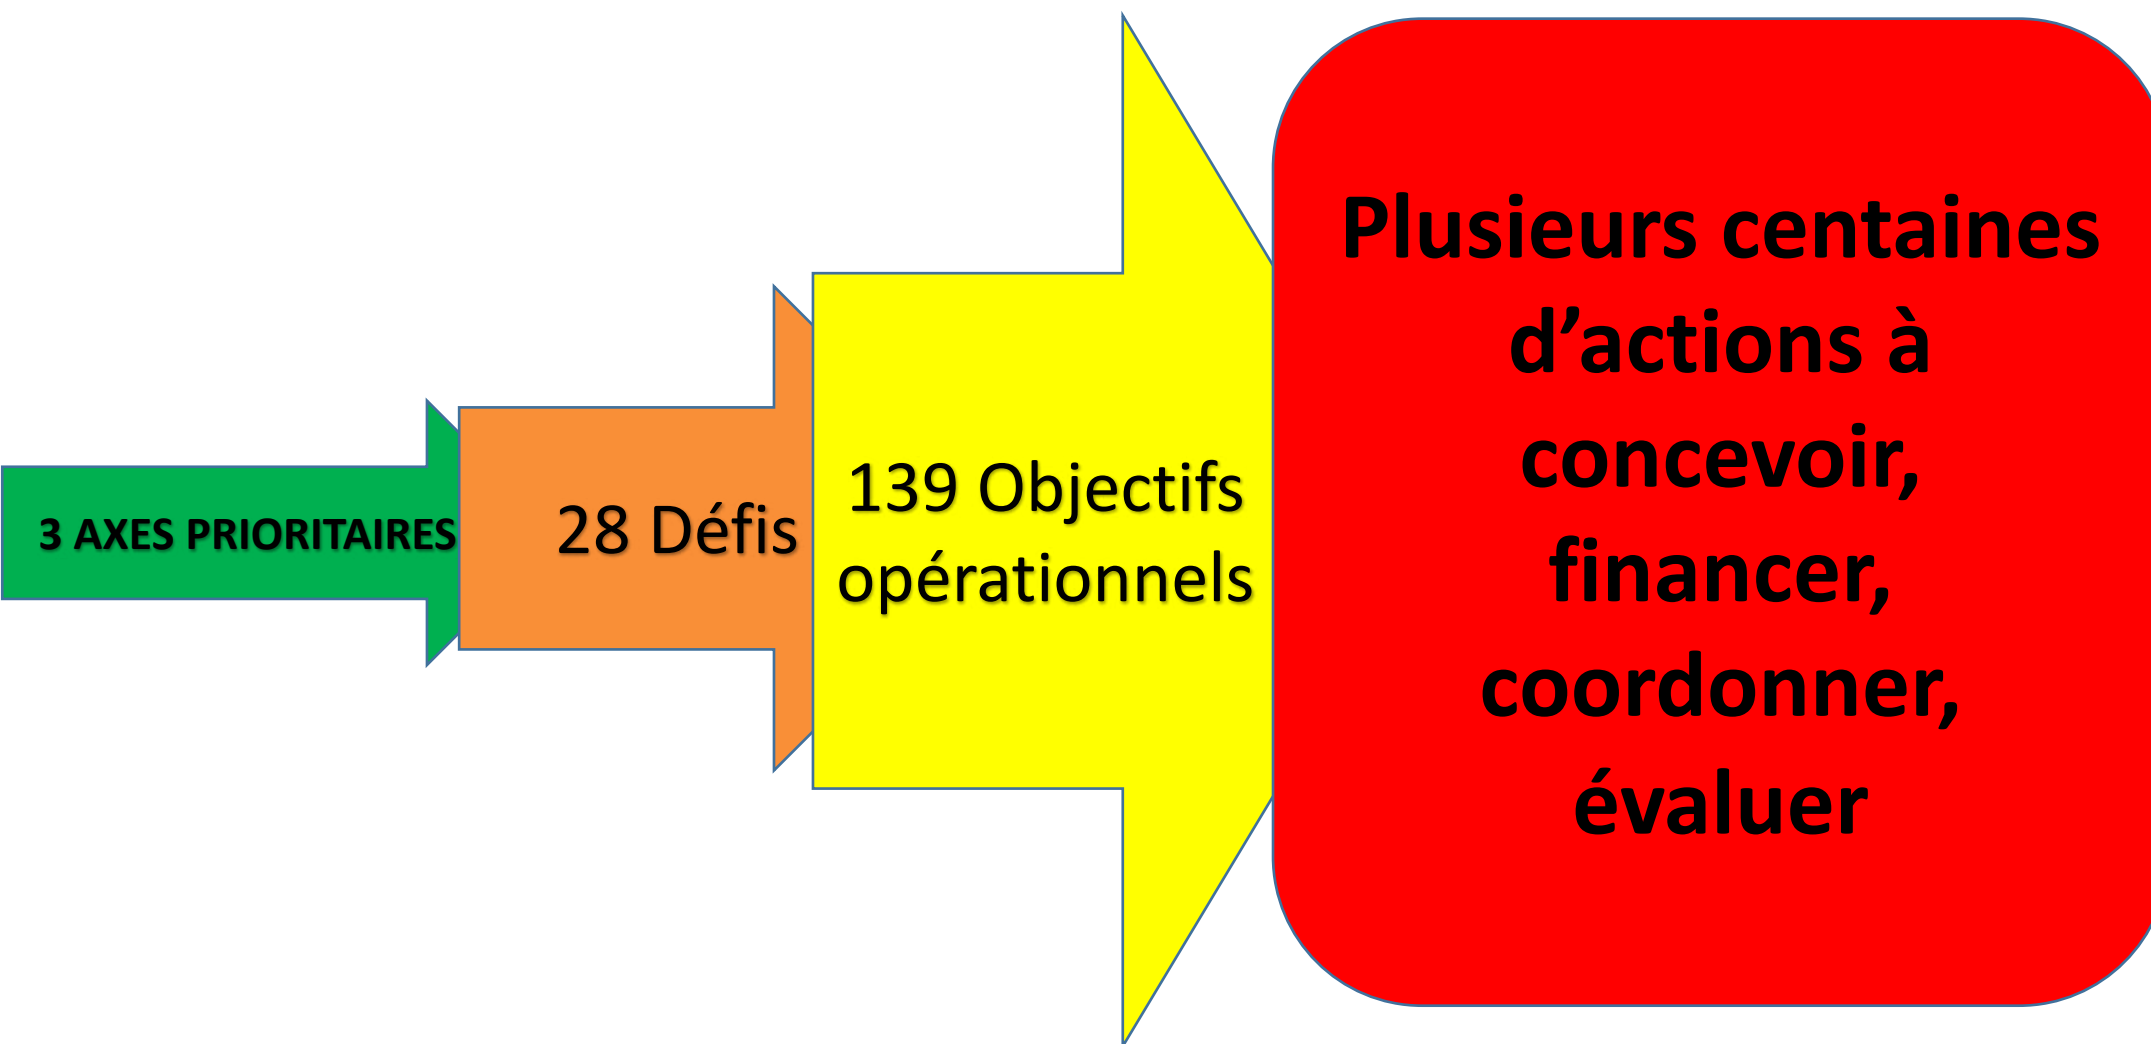 3 AXES PRIORITAIRES
28 Défis
139 Objectifs
opérationnels
Plusieurs centaines
d’actions à
concevoir,
financer,
coordonner,
évaluer